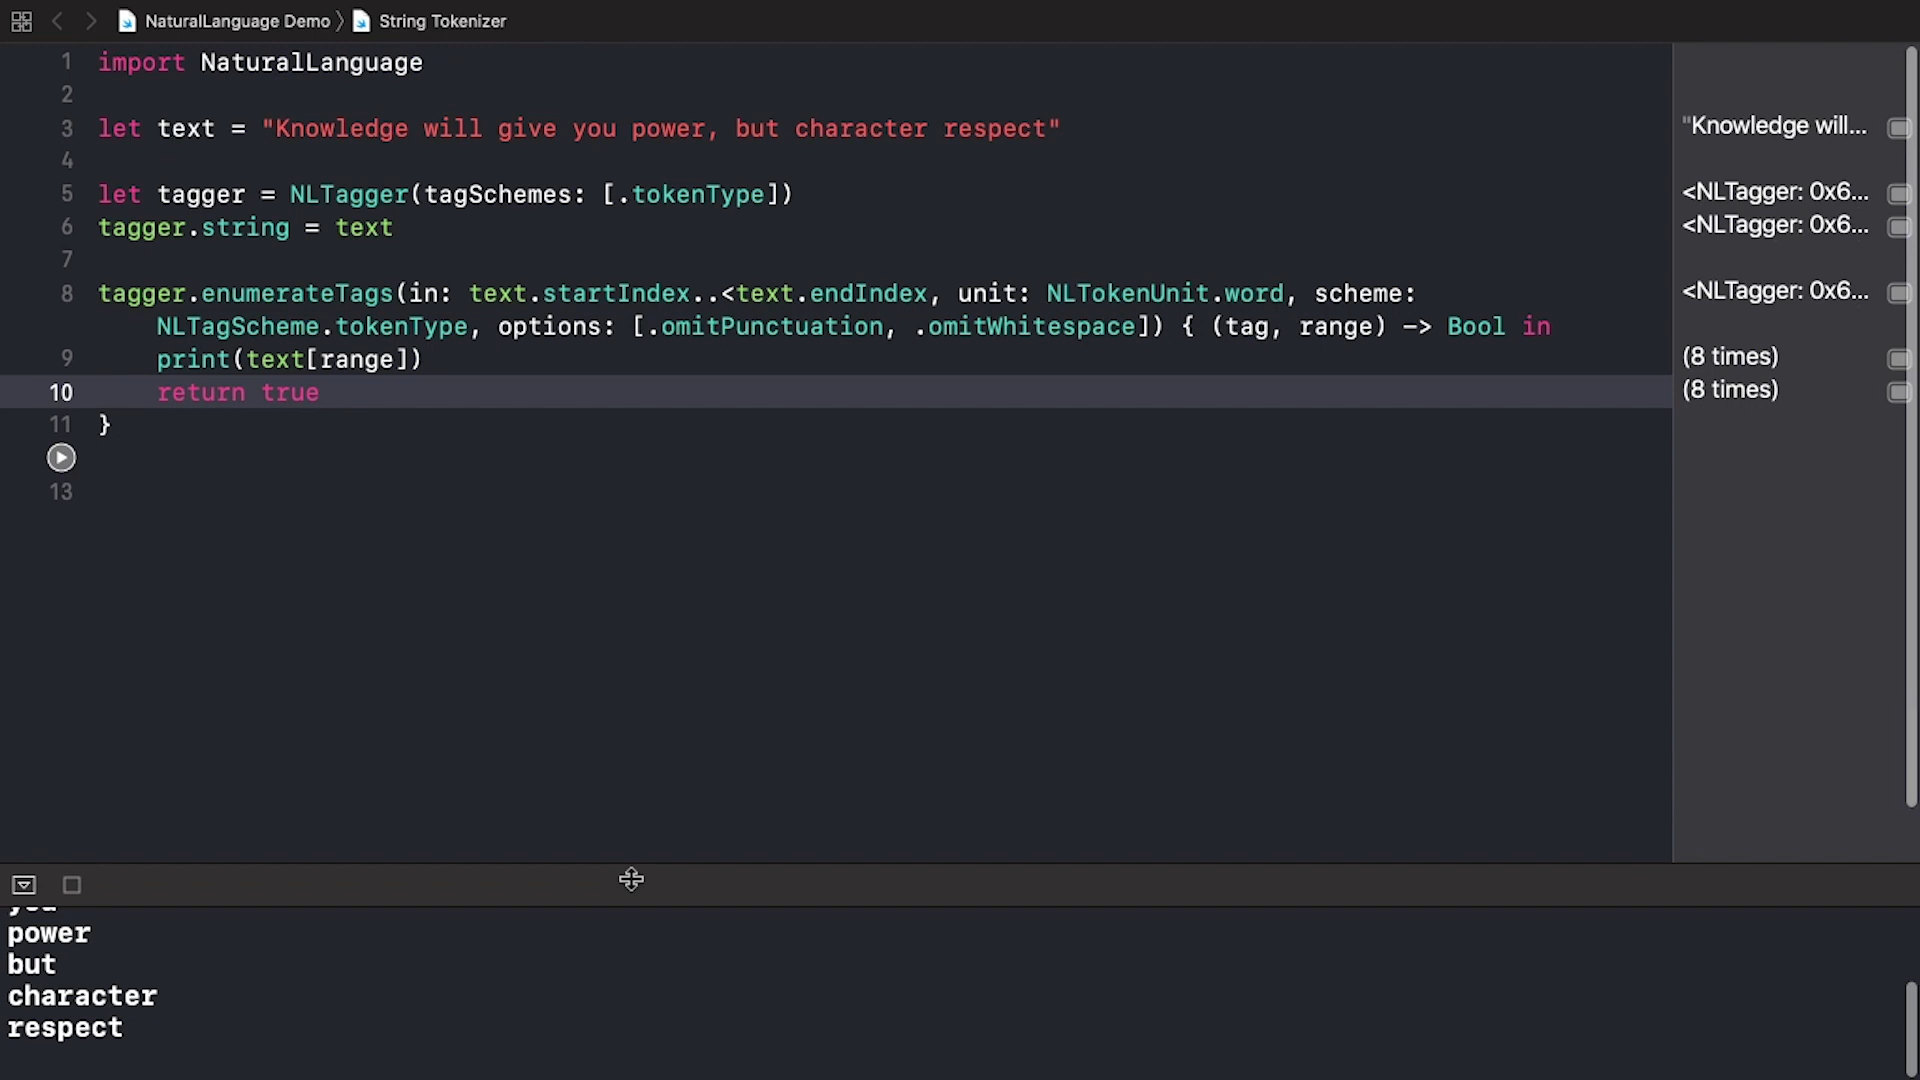 NaturalLanguage Demo 〉 String Tokenizer
1 import NaturalLanguage
2
3 let text = "Knowledge will give you power, but character respect" "Knowledge will...
4
5 let tagger = NLTagger(tagSchemes: [.tokenType]) <NLTagger: 0x6...
6 tagger.string = text <NLTagger: 0x6...
7
8 tagger.enumerateTags(in: text.startIndex..<text.endIndex, unit: NLTokenUnit.word, scheme: <NLTagger: 0x6...
NLTagScheme.tokenType, options: [.omitPunctuation, .omitWhitespace]) { (tag, range) -> Bool in
9 print(text[range]) (8 times)
10 return true (8 times)
11 }
13
power
but
character
respect